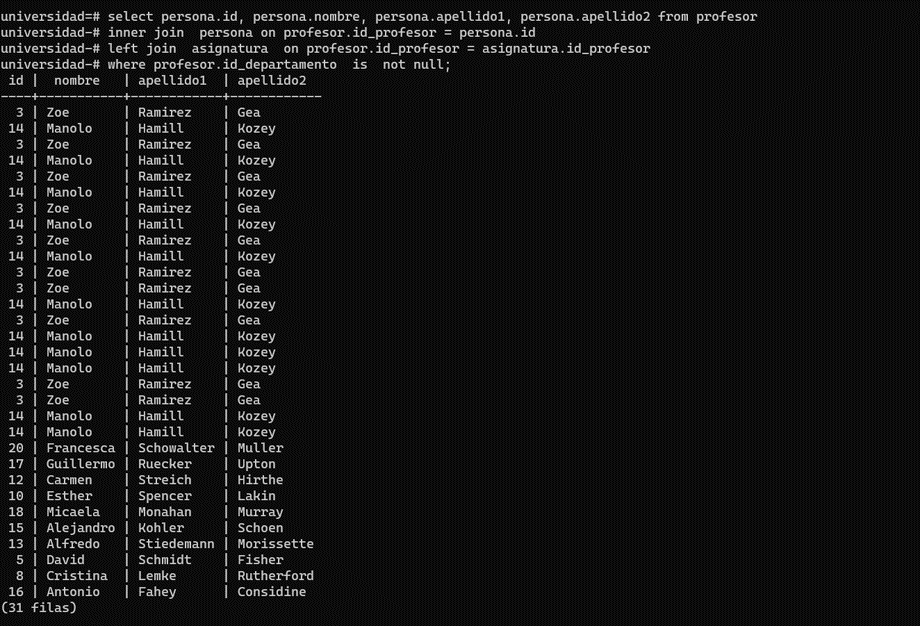 universidad=# select persona.id, persona.nombre, persona.apellido1, persona.apellido2 from profesor
universidad-# inner join  persona on profesor.id_profesor = persona.id
universidad-# left join  asignatura  on profesor.id_profesor = asignatura.id_profesor
universidad-# where profesor.id_departamento  is  not null;
 id |  nombre   | apellido1  | apellido2
----+-----------+------------+------------
  3 | Zoe       | Ramirez    | Gea
 14 | Manolo    | Hamill     | Kozey
  3 | Zoe       | Ramirez    | Gea
 14 | Manolo    | Hamill     | Kozey
  3 | Zoe       | Ramirez    | Gea
 14 | Manolo    | Hamill     | Kozey
  3 | Zoe       | Ramirez    | Gea
 14 | Manolo    | Hamill     | Kozey
  3 | Zoe       | Ramirez    | Gea
 14 | Manolo    | Hamill     | Kozey
  3 | Zoe       | Ramirez    | Gea
  3 | Zoe       | Ramirez    | Gea
 14 | Manolo    | Hamill     | Kozey
  3 | Zoe       | Ramirez    | Gea
 14 | Manolo    | Hamill     | Kozey
 14 | Manolo    | Hamill     | Kozey
 14 | Manolo    | Hamill     | Kozey
  3 | Zoe       | Ramirez    | Gea
  3 | Zoe       | Ramirez    | Gea
 14 | Manolo    | Hamill     | Kozey
 14 | Manolo    | Hamill     | Kozey
 20 | Francesca | Schowalter | Muller
 17 | Guillermo | Ruecker    | Upton
 12 | Carmen    | Streich    | Hirthe
 10 | Esther    | Spencer    | Lakin
 18 | Micaela   | Monahan    | Murray
 15 | Alejandro | Kohler     | Schoen
 13 | Alfredo   | Stiedemann | Morissette
  5 | David     | Schmidt    | Fisher
  8 | Cristina  | Lemke      | Rutherford
 16 | Antonio   | Fahey      | Considine
(31 filas)